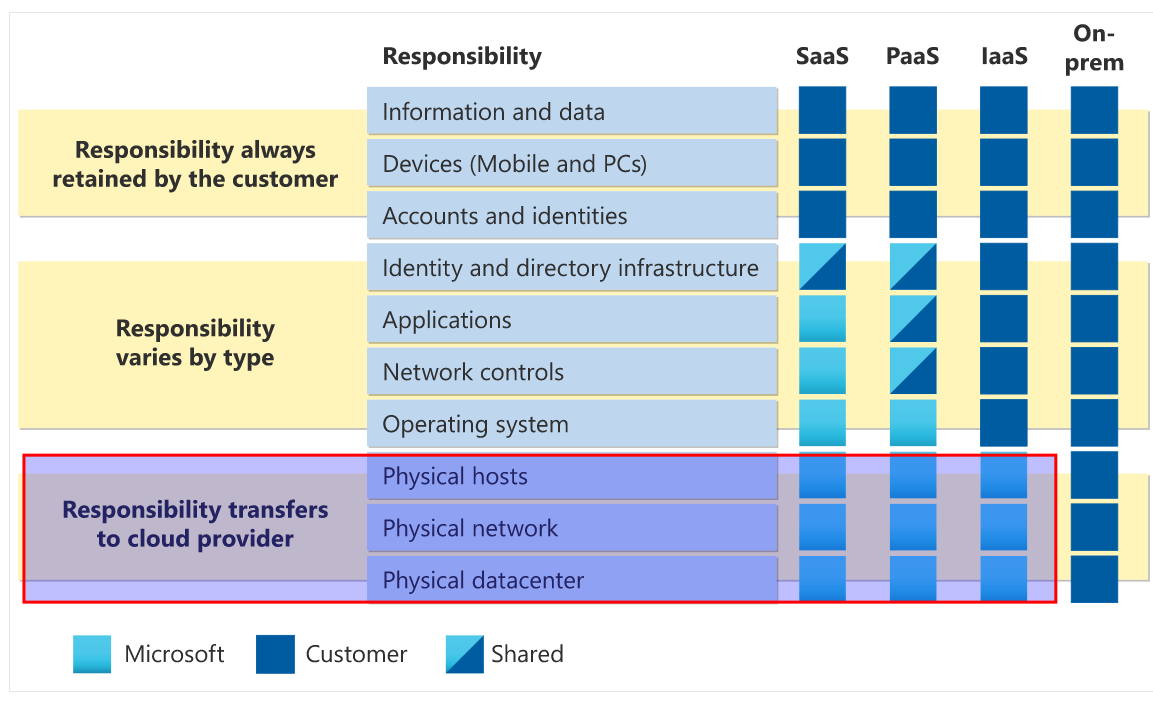 Responsibility
SaaS
PaaS
IaaS
On-
prem
Responsibility always
retained by the customer
Information and data
Devices (Mobile and PCs)
Accounts and identities
Responsibility
varies by type
Identity and directory infrastructure
Applications
Network controls
Operating system
Responsibility transfers
to cloud provider
Physical hosts
Physical network
Physical datacenter
Microsoft
Customer
Shared